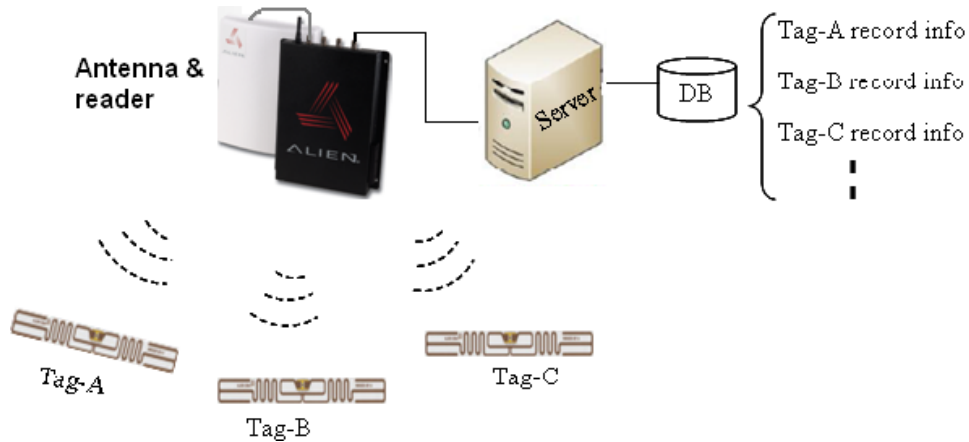 Antenna &
reader
ALIEN
Server
DB
Tag-A record info
Tag-B record info
Tag-C record info
Tag-A
Tag-B
Tag-C